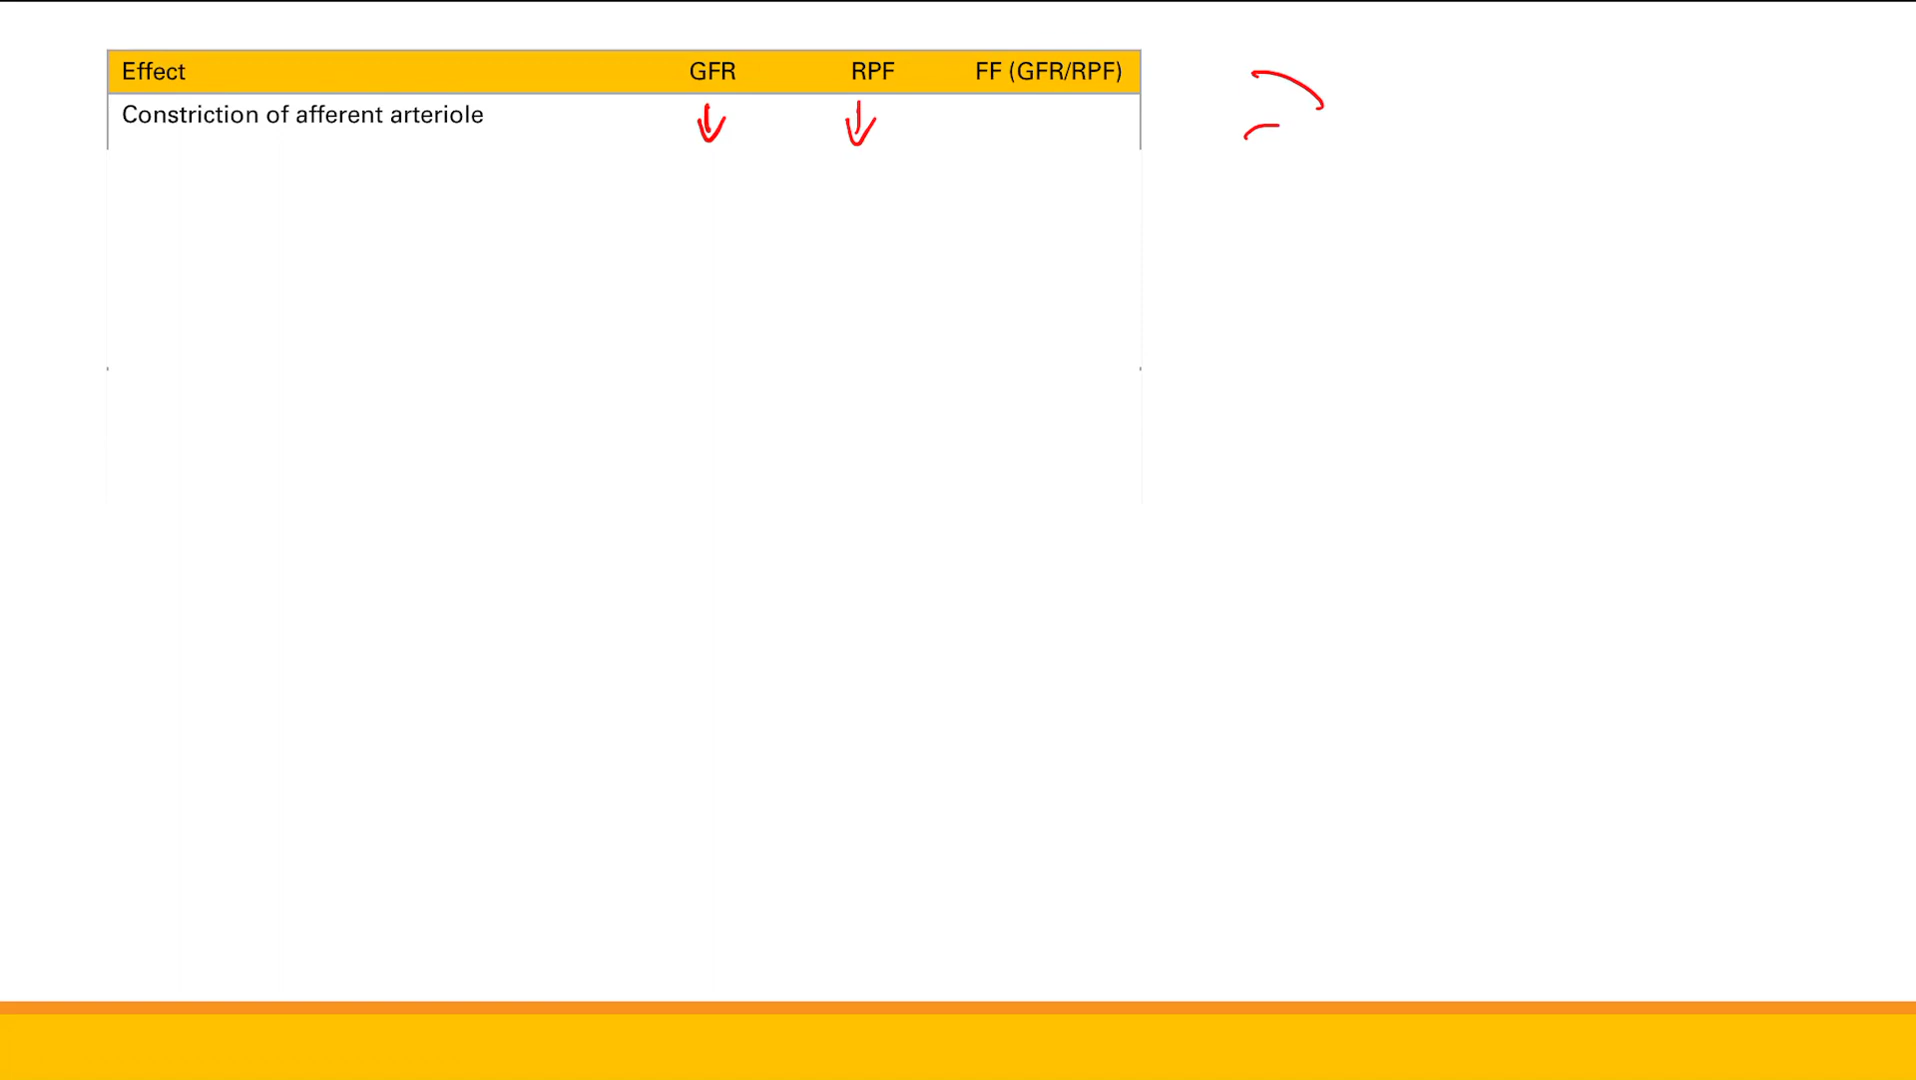 Effect GFR RPF FF (GFR/RPF)
Constriction of afferent arteriole ↓ ↓